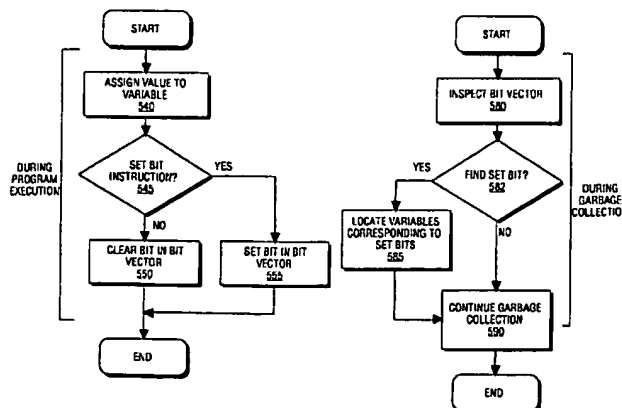 START
ASSIGN VALUE TO
VARIABLE
540
SET BIT
INSTRUCTION?
545
YES
NO
DURING
PROGRAM
EXECUTION
CLEAR BIT IN BIT
VECTOR
550
SET BIT IN BIT
VECTOR
555
END
START
INSPECT BIT VECTOR
580
FIND SET BIT?
582
YES
NO
LOCATE VARIABLES
CORRESPONDING TO
SET BITS
585
DURING
GARBAGE
COLLECTIO
CONTINUE GARBAGE
COLLECTION
590
END